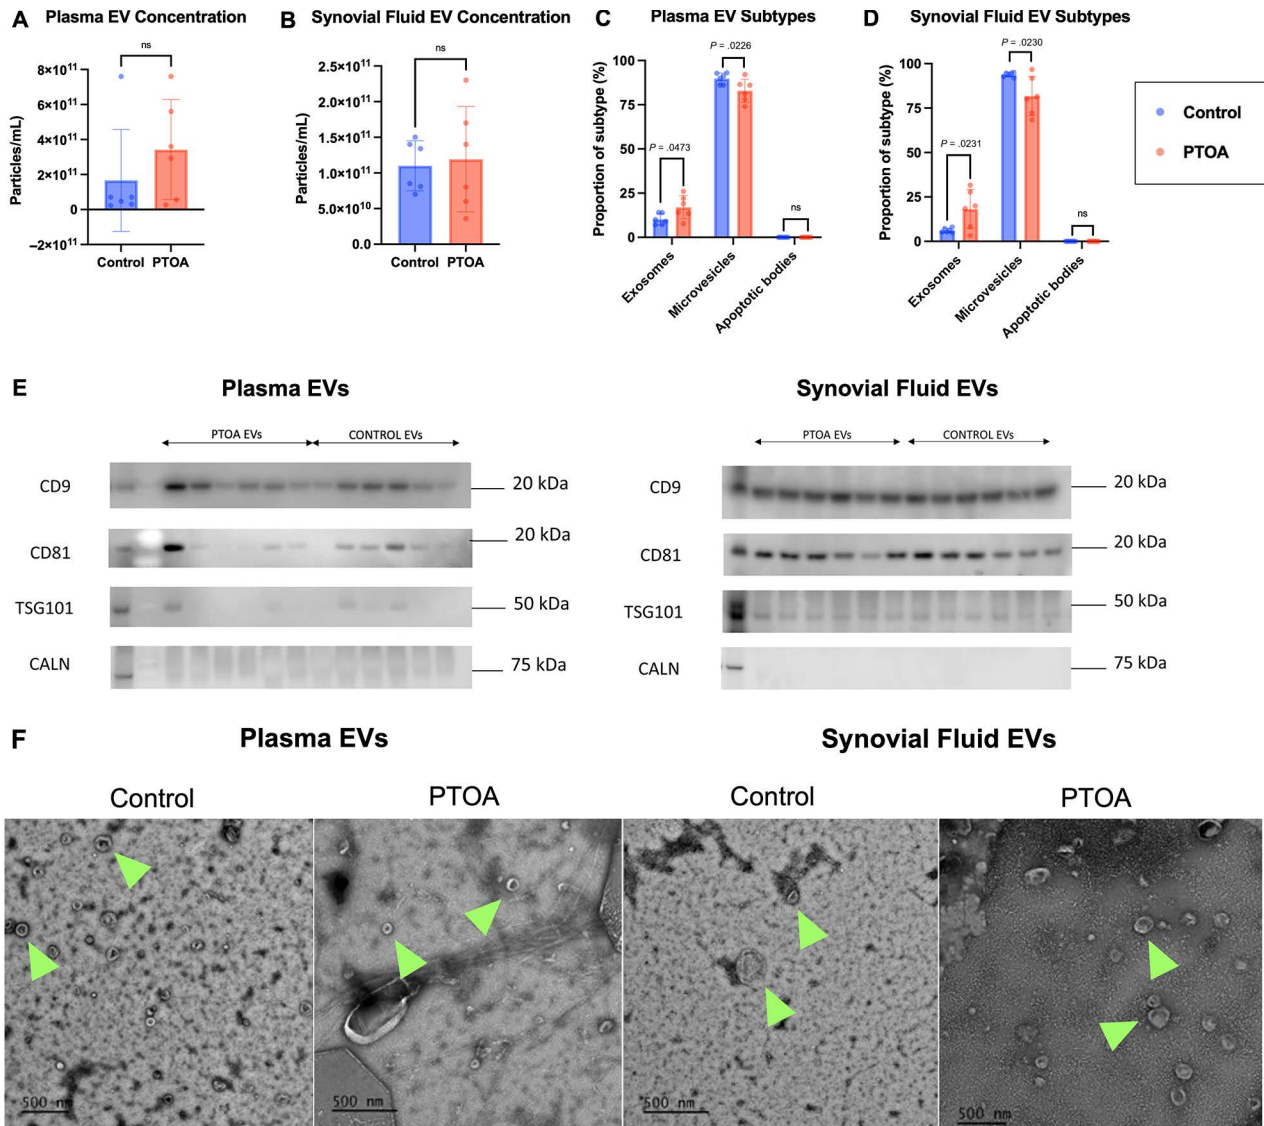 A Plasma EV Concentration
ns
8×10¹¹
6×10¹¹
4×10¹¹
2×10¹¹
0
−2×10¹¹
Particles/mL)
Control PTOA
B Synovial Fluid EV Concentration
ns
2.5×10¹¹
2.0×10¹¹
1.5×10¹¹
1.0×10¹¹
5.0×10¹⁰
0.0
Particles/mL)
Control PTOA
C Plasma EV Subtypes
P = .0226
P = .0473
ns
100
75
50
25
0
Proportion of subtype (%)
Exosomes
Microvesicles
Apoptotic bodies
D Synovial Fluid EV Subtypes
P = .0230
P = .0231
ns
100
75
50
25
0
Proportion of subtype (%)
Exosomes
Microvesicles
Apoptotic bodies
Control
PTOA
E Plasma EVs
PTOA EVs CONTROL EVs
CD9 20 kDa
CD81 20 kDa
TSG101 50 kDa
CALN 75 kDa
Synovial Fluid EVs
PTOA EVs CONTROL EVs
CD9 20 kDa
CD81 20 kDa
TSG101 50 kDa
CALN 75 kDa
F Plasma EVs Synovial Fluid EVs
Control PTOA Control PTOA
500 nm 500 nm 500 nm 500 nm